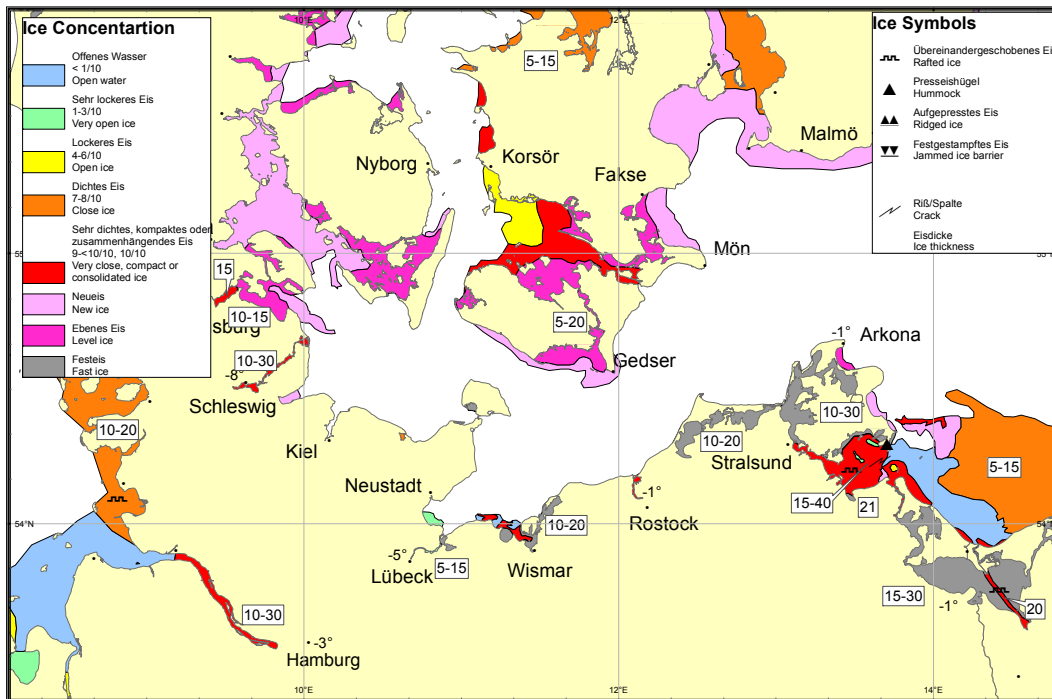 Ice Concentartion
Offenes Wasser
< 1/10
Open water
Sehr lockeres Eis
1-3/10
Very open ice
Lockeres Eis
4-6/10
Open ice
Dichtes Eis
7-8/10
Close ice
Sehr dichtes, kompaktes oder
zusammenhängendes Eis
9-<10/10, 10/10
Very close, compact or
consolidated ice
Neueis
New ice
Ebenes Eis
Level ice
Festeis
Fast ice
10°E
12°E
5-15
Ice Symbols
Übereinandergeschobenes Ei
Rafted ice
Presseishügel
Hummock
Aufgepresstes Eis
Ridged ice
Festgestampftes Eis
Jammed ice barrier
Riß/Spalte
Crack
Eisdicke
Ice thickness
Malmö
Nyborg
Korsör
Fakse
Mön
55
15
10-15
sburg
5-20
Gedser
-1°
Arkona
10-30
-8°
Schleswig
10-20
Kiel
10-30
10-20
Stralsund
5-15
15-40
21
Neustadt
-1°
Rostock
54°N
10-20
-5°
Lübeck
5-15
Wismar
15-30
-1°
20
10-30
-3°
Hamburg
10°E
12°E
14°E